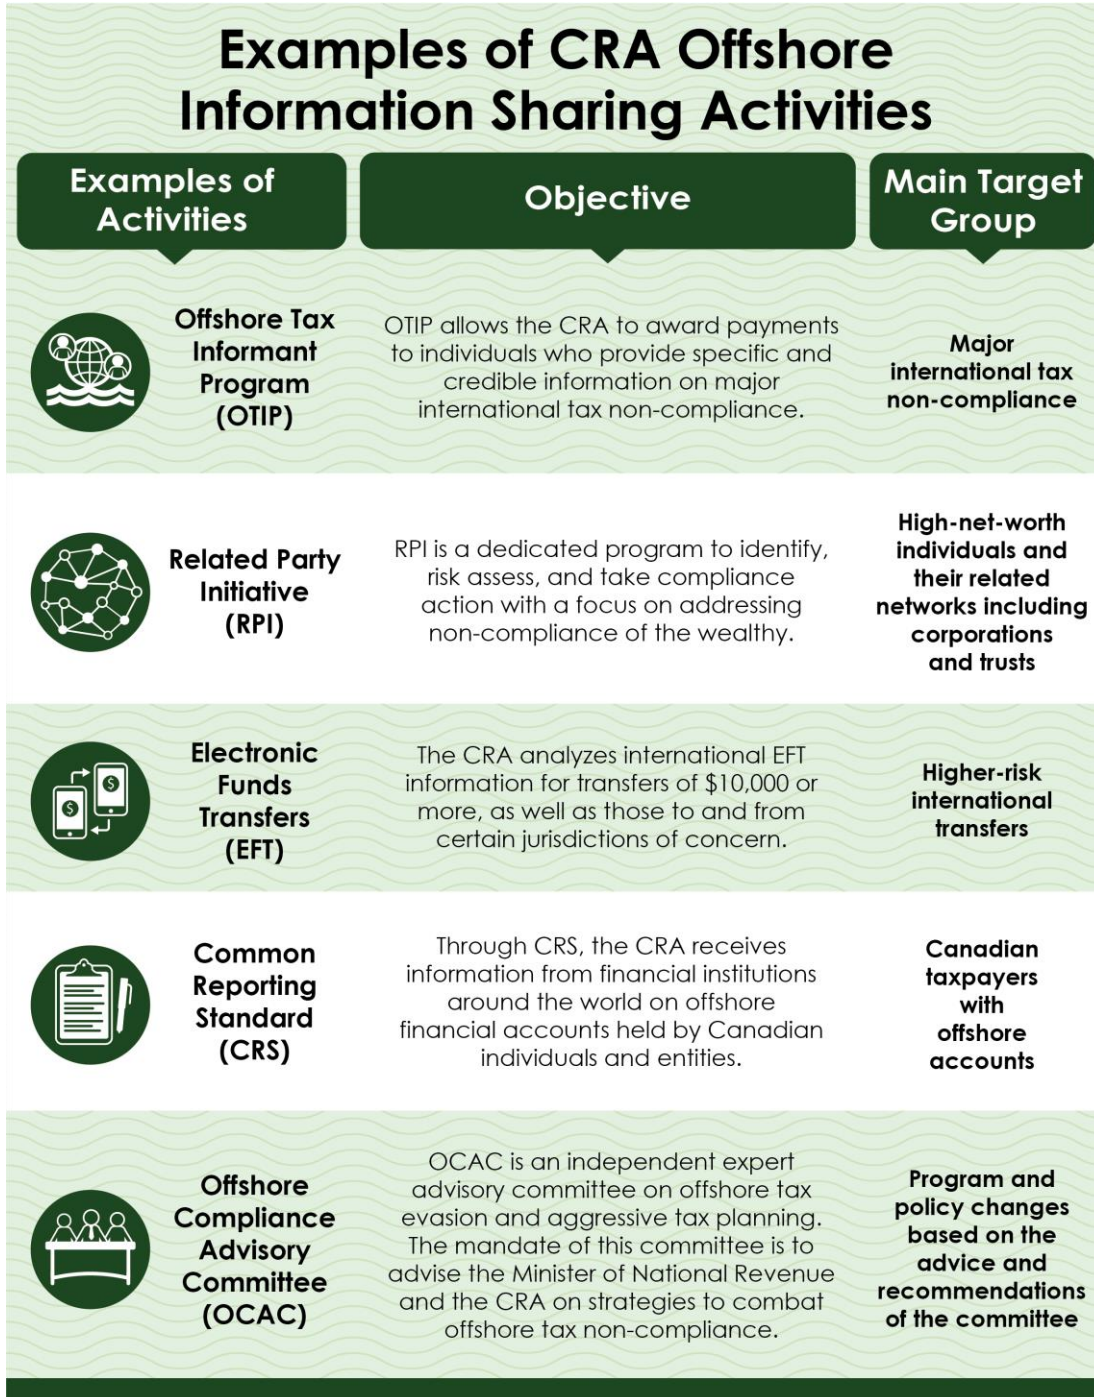 Examples of CRA Offshore
Information Sharing Activities
Examples of
Activities
Objective
Main Target
Group
Offshore Tax
Informant
Program
(OTIP)
OTIP allows the CRA to award payments
to individuals who provide specific and
credible information on major
international tax non-compliance.
Major
international tax
non-compliance
Related Party
Initiative
(RPI)
RPI is a dedicated program to identify,
risk assess, and take compliance
action with a focus on addressing
non-compliance of the wealthy.
High-net-worth
individuals and
their related
networks including
corporations
and trusts
$
$
Electronic
Funds
Transfers
(EFT)
The CRA analyzes international EFT
information for transfers of $10,000 or
more, as well as those to and from
certain jurisdictions of concern.
Higher-risk
international
transfers
Common
Reporting
Standard
(CRS)
Through CRS, the CRA receives
information from financial institutions
around the world on offshore
financial accounts held by Canadian
individuals and entities.
Canadian
taxpayers
with
offshore
accounts
Offshore
Compliance
Advisory
Committee
(OCAC)
OCAC is an independent expert
advisory committee on offshore tax
evasion and aggressive tax planning.
The mandate of this committee is to
advise the Minister of National Revenue
and the CRA on strategies to combat
offshore tax non-compliance.
Program and
policy changes
based on the
advice and
recommendations
of the committee